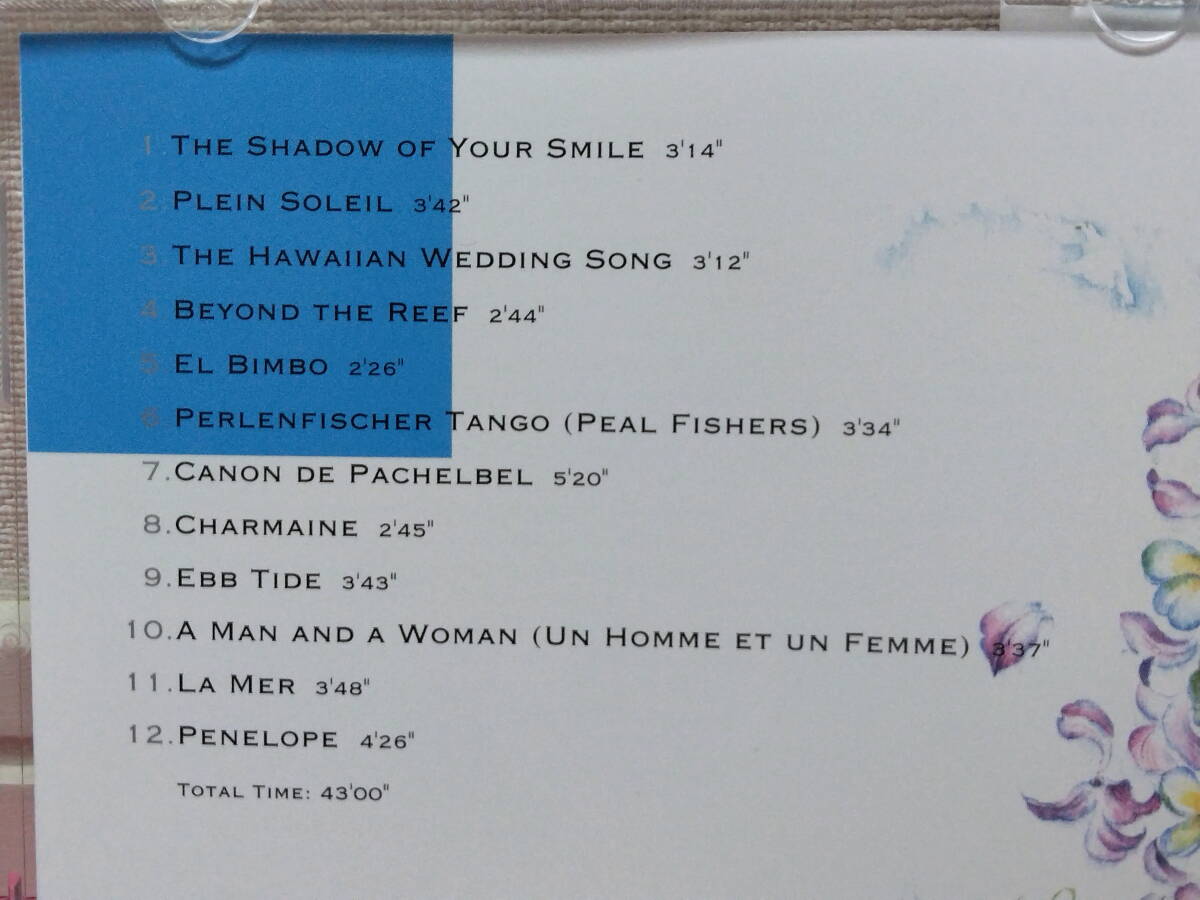 1. The Shadow of Your Smile 3'14"
2. Plein Soleil 3'42"
3. The Hawaiian Wedding Song 3'12"
4. Beyond the Reef 2'44"
5. El Bimbo 2'26"
6. Perlenfischer Tango (Peal Fishers) 3'34"
7. Canon de Pachelbel 5'20"
8. Charmaine 2'45"
9. Ebb Tide 3'43"
10. A Man and a Woman (Un Homme et un Femme) 3'37"
11. La Mer 3'48"
12. Penelope 4'26"
Total Time: 43'00"